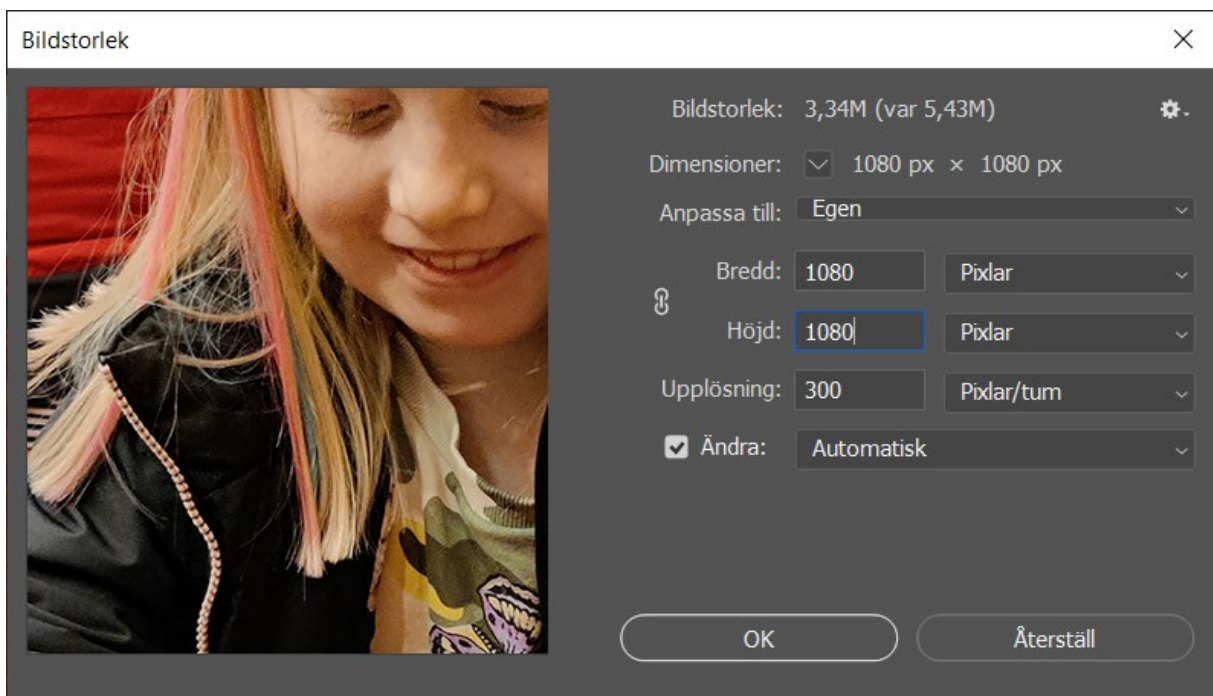 Bildstorlek
Bildstorlek: 3,34M (var 5,43M)
Dimensioner: 1080 px × 1080 px
Anpassa till: Egen
Bredd: 1080 Pixlar
Höjd: 1080 Pixlar
Upplösning: 300 Pixlar/tum
Ändra: Automatisk
OK Återställ